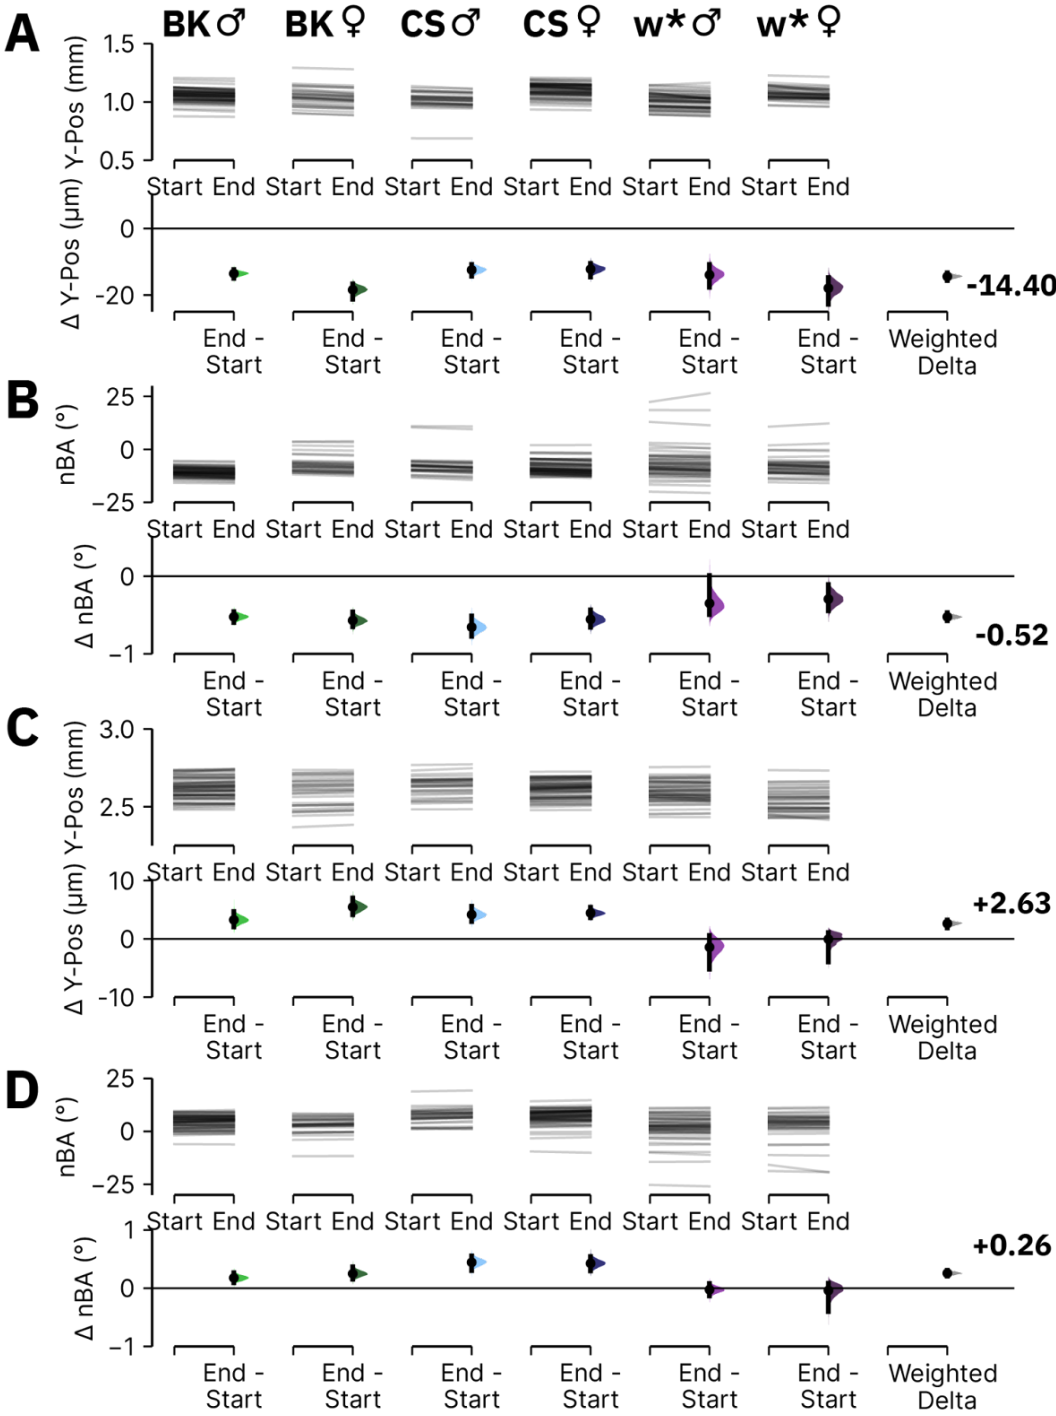 A BK ♂ BK ♀ CS ♂ CS ♀ w* ♂ w* ♀
Y-Pos (mm)
1.5
1.0
0.5
Start End Start End Start End Start End Start End Start End
Δ Y-Pos (μm)
0
-20
-14.40
End - End - End - End - End - End - Weighted
Start Start Start Start Start Start Delta
B
nBA (°)
25
0
−25
Start End Start End Start End Start End Start End Start End
Δ nBA (°)
0
−1
-0.52
End - End - End - End - End - End - Weighted
Start Start Start Start Start Start Delta
C
Y-Pos (mm)
3.0
2.5
Start End Start End Start End Start End Start End Start End
Δ Y-Pos (μm)
10
0
-10
+2.63
End - End - End - End - End - End - Weighted
Start Start Start Start Start Start Delta
D
nBA (°)
25
0
−25
Start End Start End Start End Start End Start End Start End
Δ nBA (°)
1
0
−1
+0.26
End - End - End - End - End - End - Weighted
Start Start Start Start Start Start Delta